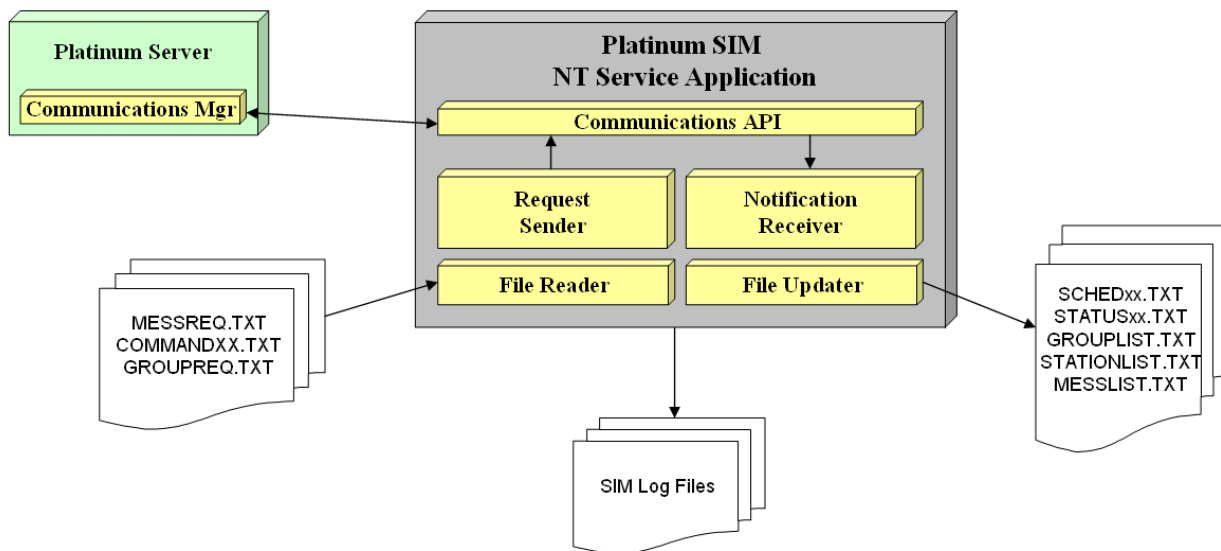 Platinum Server
Communications Mgr
Platinum SIM
NT Service Application
Communications API
Request
Sender
Notification
Receiver
File Reader
File Updater
MESSREQ.TXT
COMMANDXX.TXT
GROUPREQ.TXT
SCHEDxx.TXT
STATUSxx.TXT
GROUPLIST.TXT
STATIONLIST.TXT
MESSLIST.TXT
SIM Log Files